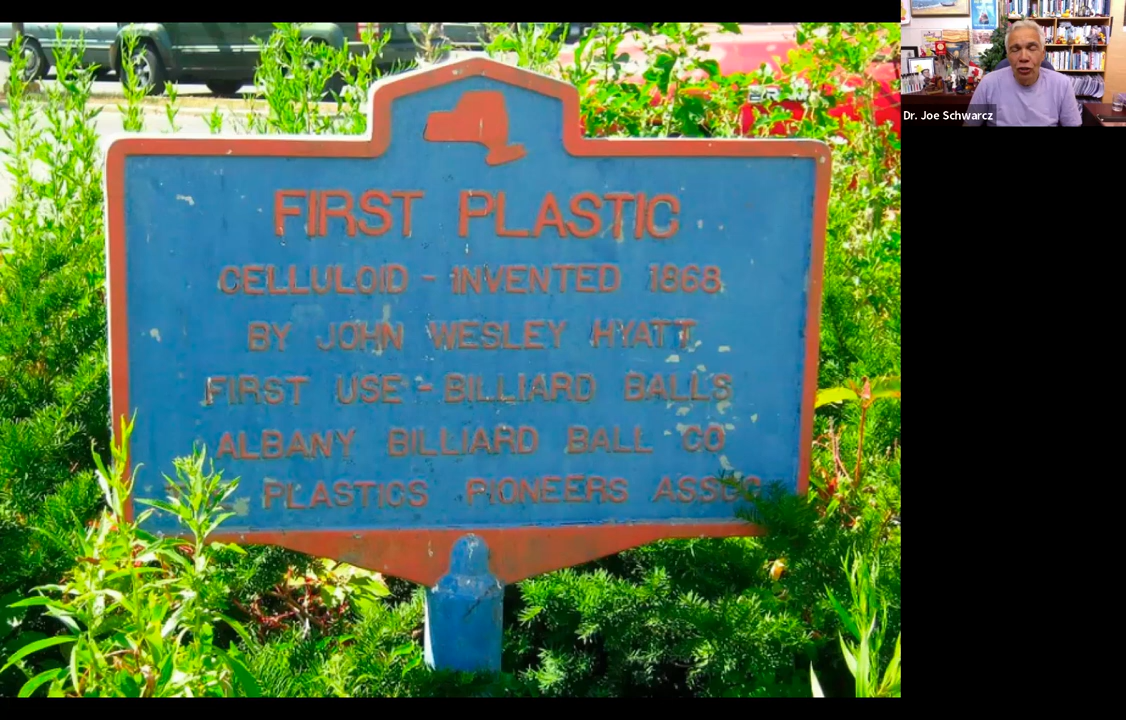 FIRST PLASTIC
CELLULOID - INVENTED 1868
BY JOHN WESLEY HYATT
FIRST USE - BILLIARD BALLS
ALBANY BILLIARD BALL CO
PLASTICS PIONEERS ASSOC
Dr. Joe Schwarcz